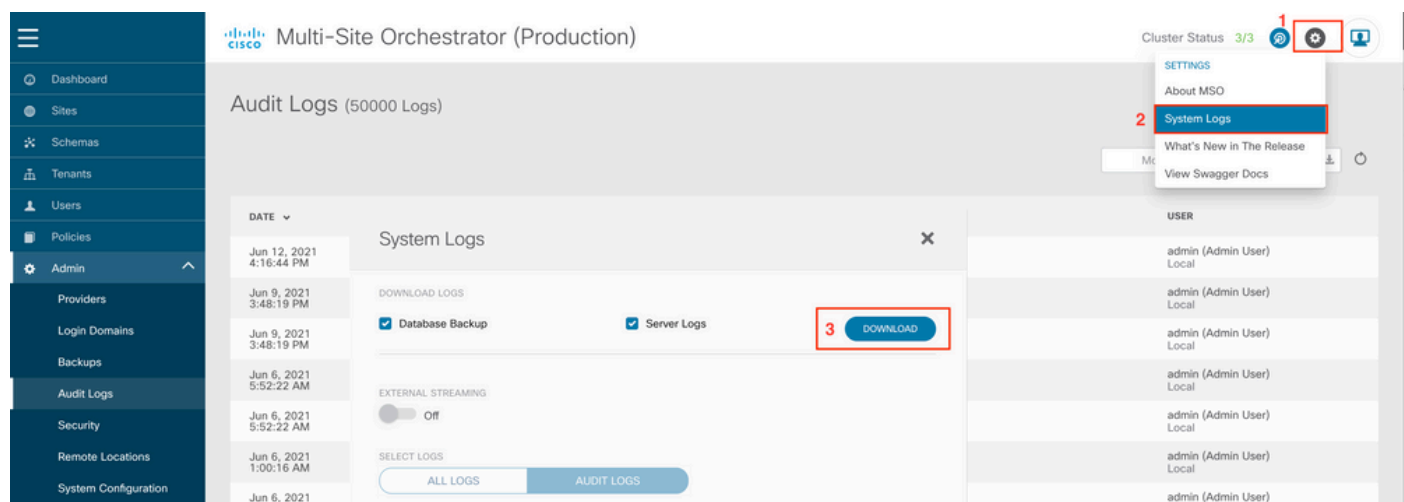 1
CISCO Multi-Site Orchestrator (Production)
Cluster Status 3/3
Dashboard
Sites
Schemas
Tenants
Users
Policies
Admin
Providers
Login Domains
Backups
Audit Logs
Security
Remote Locations
System Configuration
SETTINGS
About MSO
2 System Logs
What's New in The Release
View Swagger Docs
Audit Logs (50000 Logs)
DATE
USER
Jun 12, 2021
4:16:44 PM
admin (Admin User)
Local
Jun 9, 2021
3:48:19 PM
admin (Admin User)
Local
Jun 9, 2021
3:48:19 PM
admin (Admin User)
Local
Jun 6, 2021
5:52:22 AM
admin (Admin User)
Local
Jun 6, 2021
5:52:22 AM
admin (Admin User)
Local
Jun 6, 2021
1:00:16 AM
admin (Admin User)
Local
Jun 6, 2021
admin (Admin User)
System Logs
DOWNLOAD LOGS
Database Backup
Server Logs
3 DOWNLOAD
EXTERNAL STREAMING
Off
SELECT LOGS
ALL LOGS
AUDIT LOGS